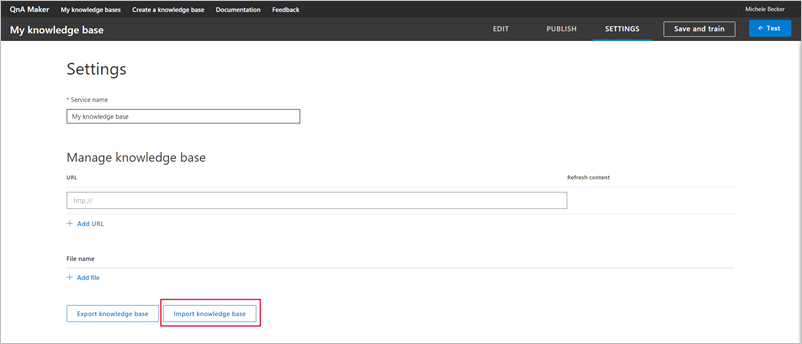 QnA Maker My knowledge bases Create a knowledge base Documentation Feedback Michele Becker
My knowledge base EDIT PUBLISH SETTINGS Save and train ← Test
Settings
* Service name
My knowledge base
Manage knowledge base
URL Refresh content
http://
+ Add URL
File name
+ Add file
Export knowledge base Import knowledge base